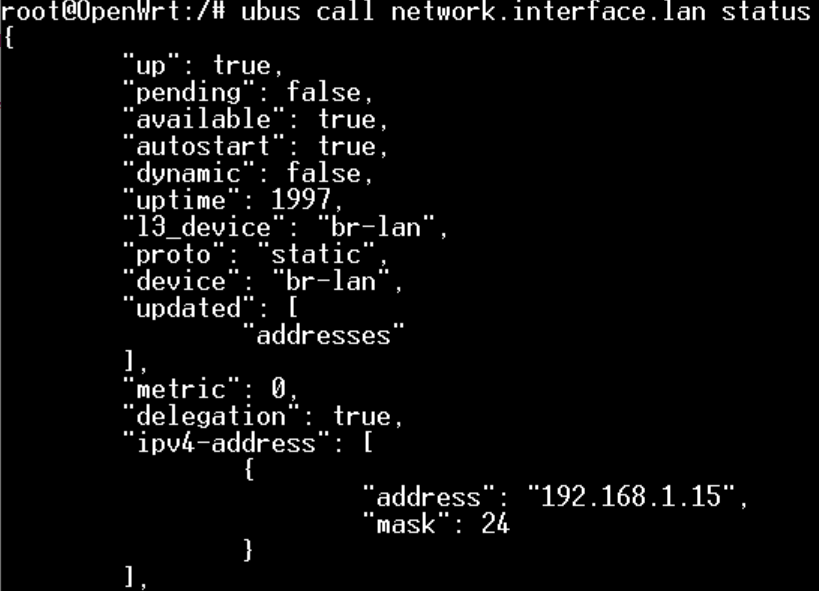 root@OpenWrt:/# ubus call network.interface.lan status
{
        "up": true,
        "pending": false,
        "available": true,
        "autostart": true,
        "dynamic": false,
        "uptime": 1997,
        "l3_device": "br-lan",
        "proto": "static",
        "device": "br-lan",
        "updated": [
                "addresses"
        ],
        "metric": 0,
        "delegation": true,
        "ipv4-address": [
                {
                        "address": "192.168.1.15",
                        "mask": 24
                }
        ],